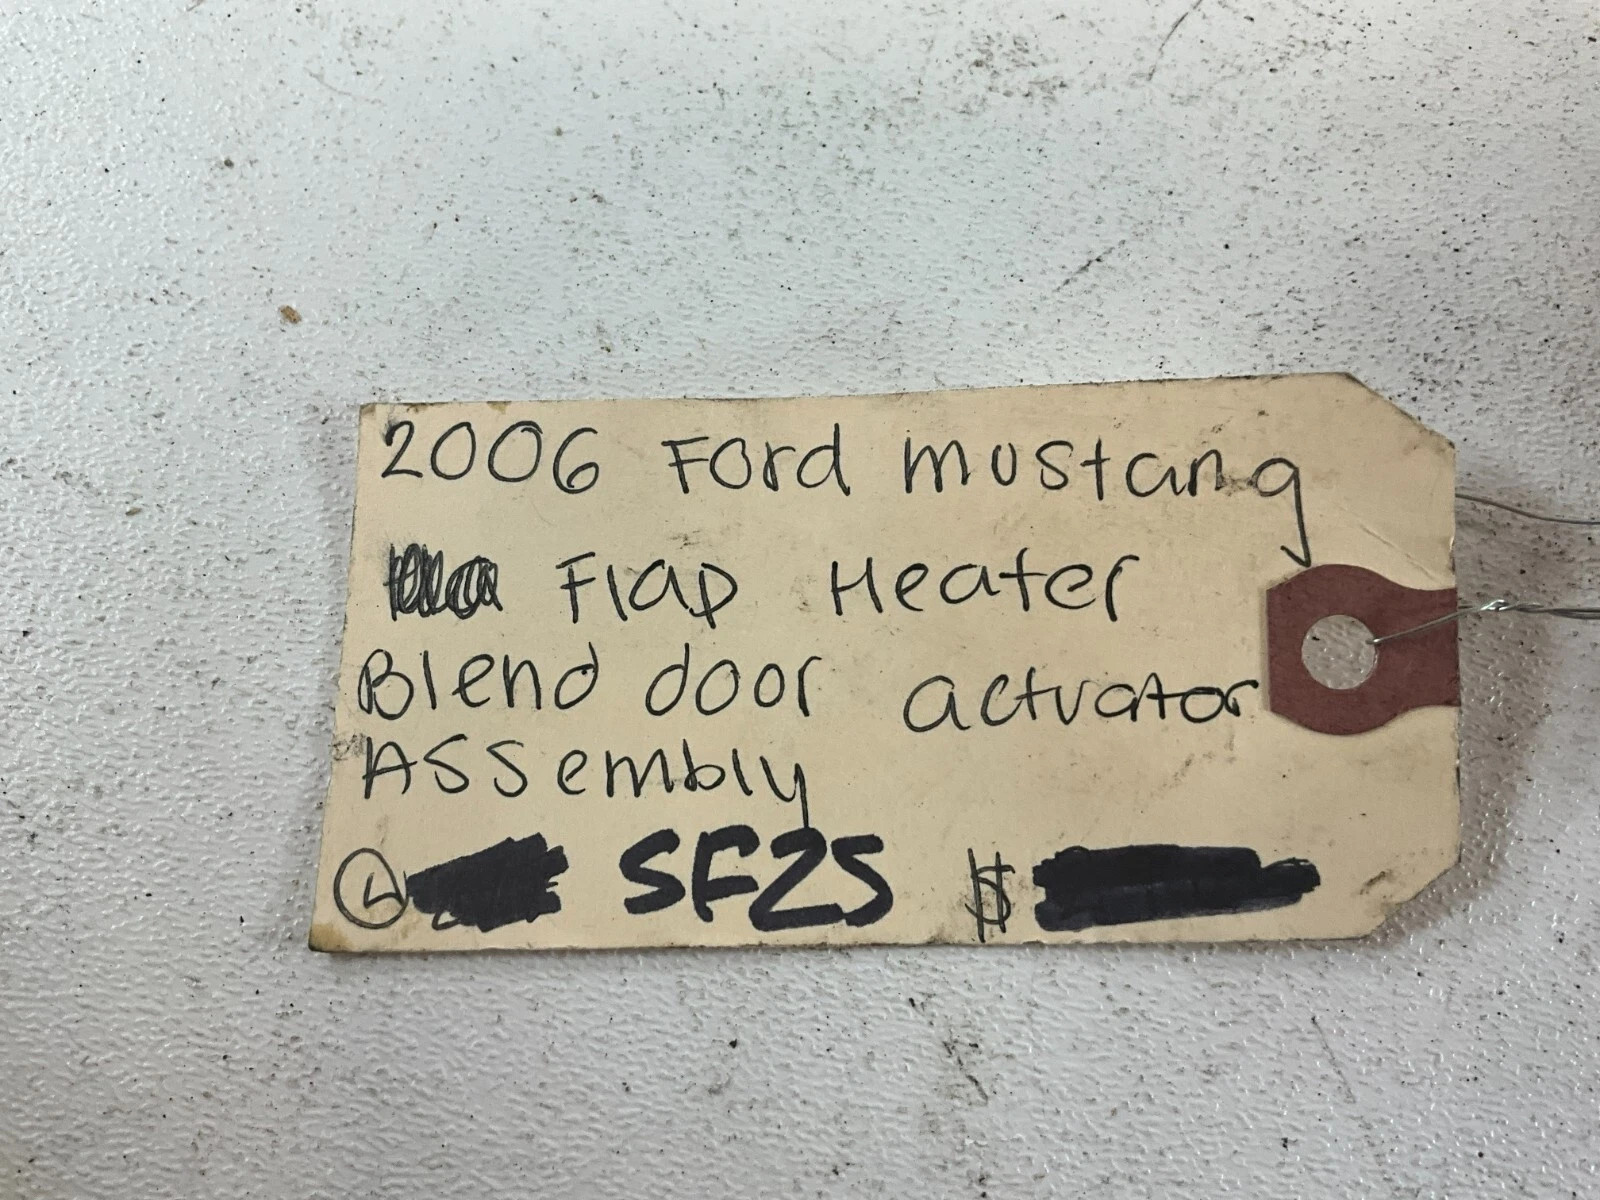 2006 Ford mustang
Flap Heater
Blend door actuator
Assembly
L SF25 $